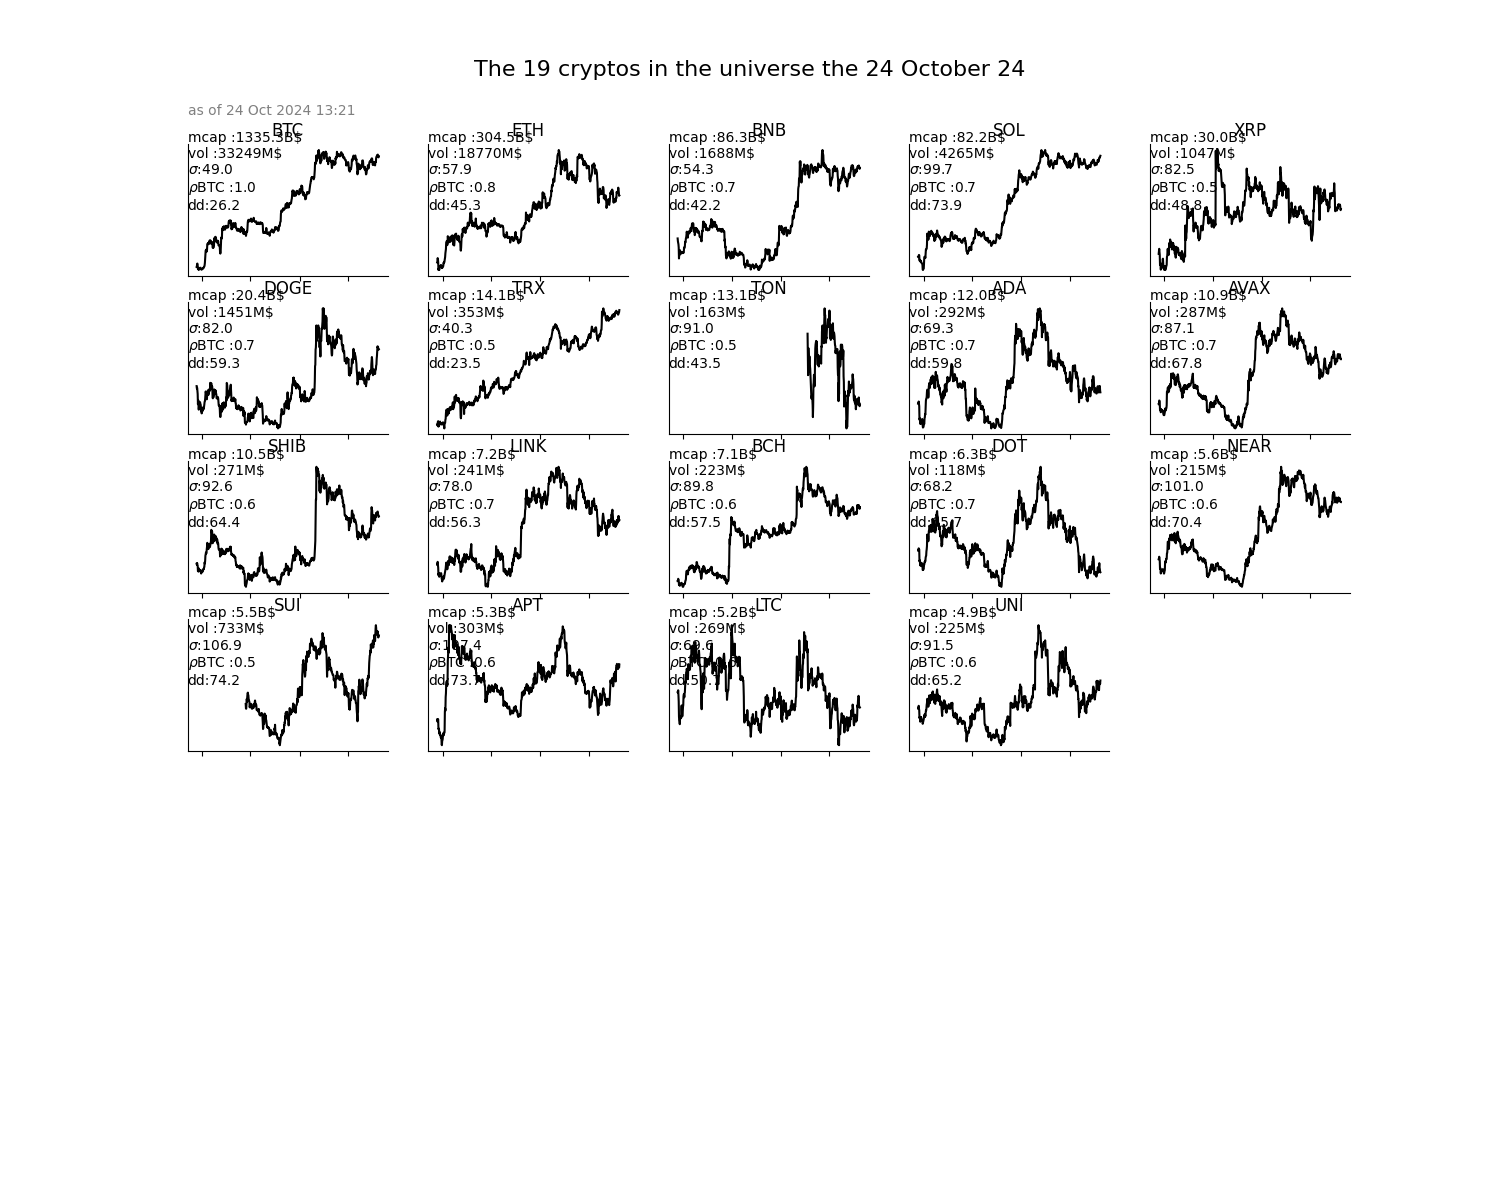 The 19 cryptos in the universe the 24 October 24
as of 24 Oct 2024 13:21
BTC
mcap :1335.3B$
vol :33249M$
σ:49.0
ρBTC :1.0
dd:26.2
ETH
mcap :304.5B$
vol :18770M$
σ:57.9
ρBTC :0.8
dd:45.3
BNB
mcap :86.3B$
vol :1688M$
σ:54.3
ρBTC :0.7
dd:42.2
SOL
mcap :82.2B$
vol :4265M$
σ:99.7
ρBTC :0.7
dd:73.9
XRP
mcap :30.0B$
vol :1047M$
σ:82.5
ρBTC :0.5
dd:48.8
DOGE
mcap :20.4B$
vol :1451M$
σ:82.0
ρBTC :0.7
dd:59.3
TRX
mcap :14.1B$
vol :353M$
σ:40.3
ρBTC :0.5
dd:23.5
TON
mcap :13.1B$
vol :163M$
σ:91.0
ρBTC :0.5
dd:43.5
ADA
mcap :12.0B$
vol :292M$
σ:69.3
ρBTC :0.7
dd:59.8
AVAX
mcap :10.9B$
vol :287M$
σ:87.1
ρBTC :0.7
dd:67.8
SHIB
mcap :10.5B$
vol :271M$
σ:92.6
ρBTC :0.6
dd:64.4
LINK
mcap :7.2B$
vol :241M$
σ:78.0
ρBTC :0.7
dd:56.3
BCH
mcap :7.1B$
vol :223M$
σ:89.8
ρBTC :0.6
dd:57.5
DOT
mcap :6.3B$
vol :118M$
σ:68.2
ρBTC :0.7
NEAR
mcap :5.6B$
vol :215M$
σ:101.0
ρBTC :0.6
dd:70.4
SUI
mcap :5.5B$
vol :733M$
σ:106.9
ρBTC :0.5
dd:74.2
APT
mcap :5.3B$
vol :303M$
ρBTC :0.6
LTC
mcap :5.2B$
vol :269M$
UNI
mcap :4.9B$
vol :225M$
σ:91.5
ρBTC :0.6
dd:65.2